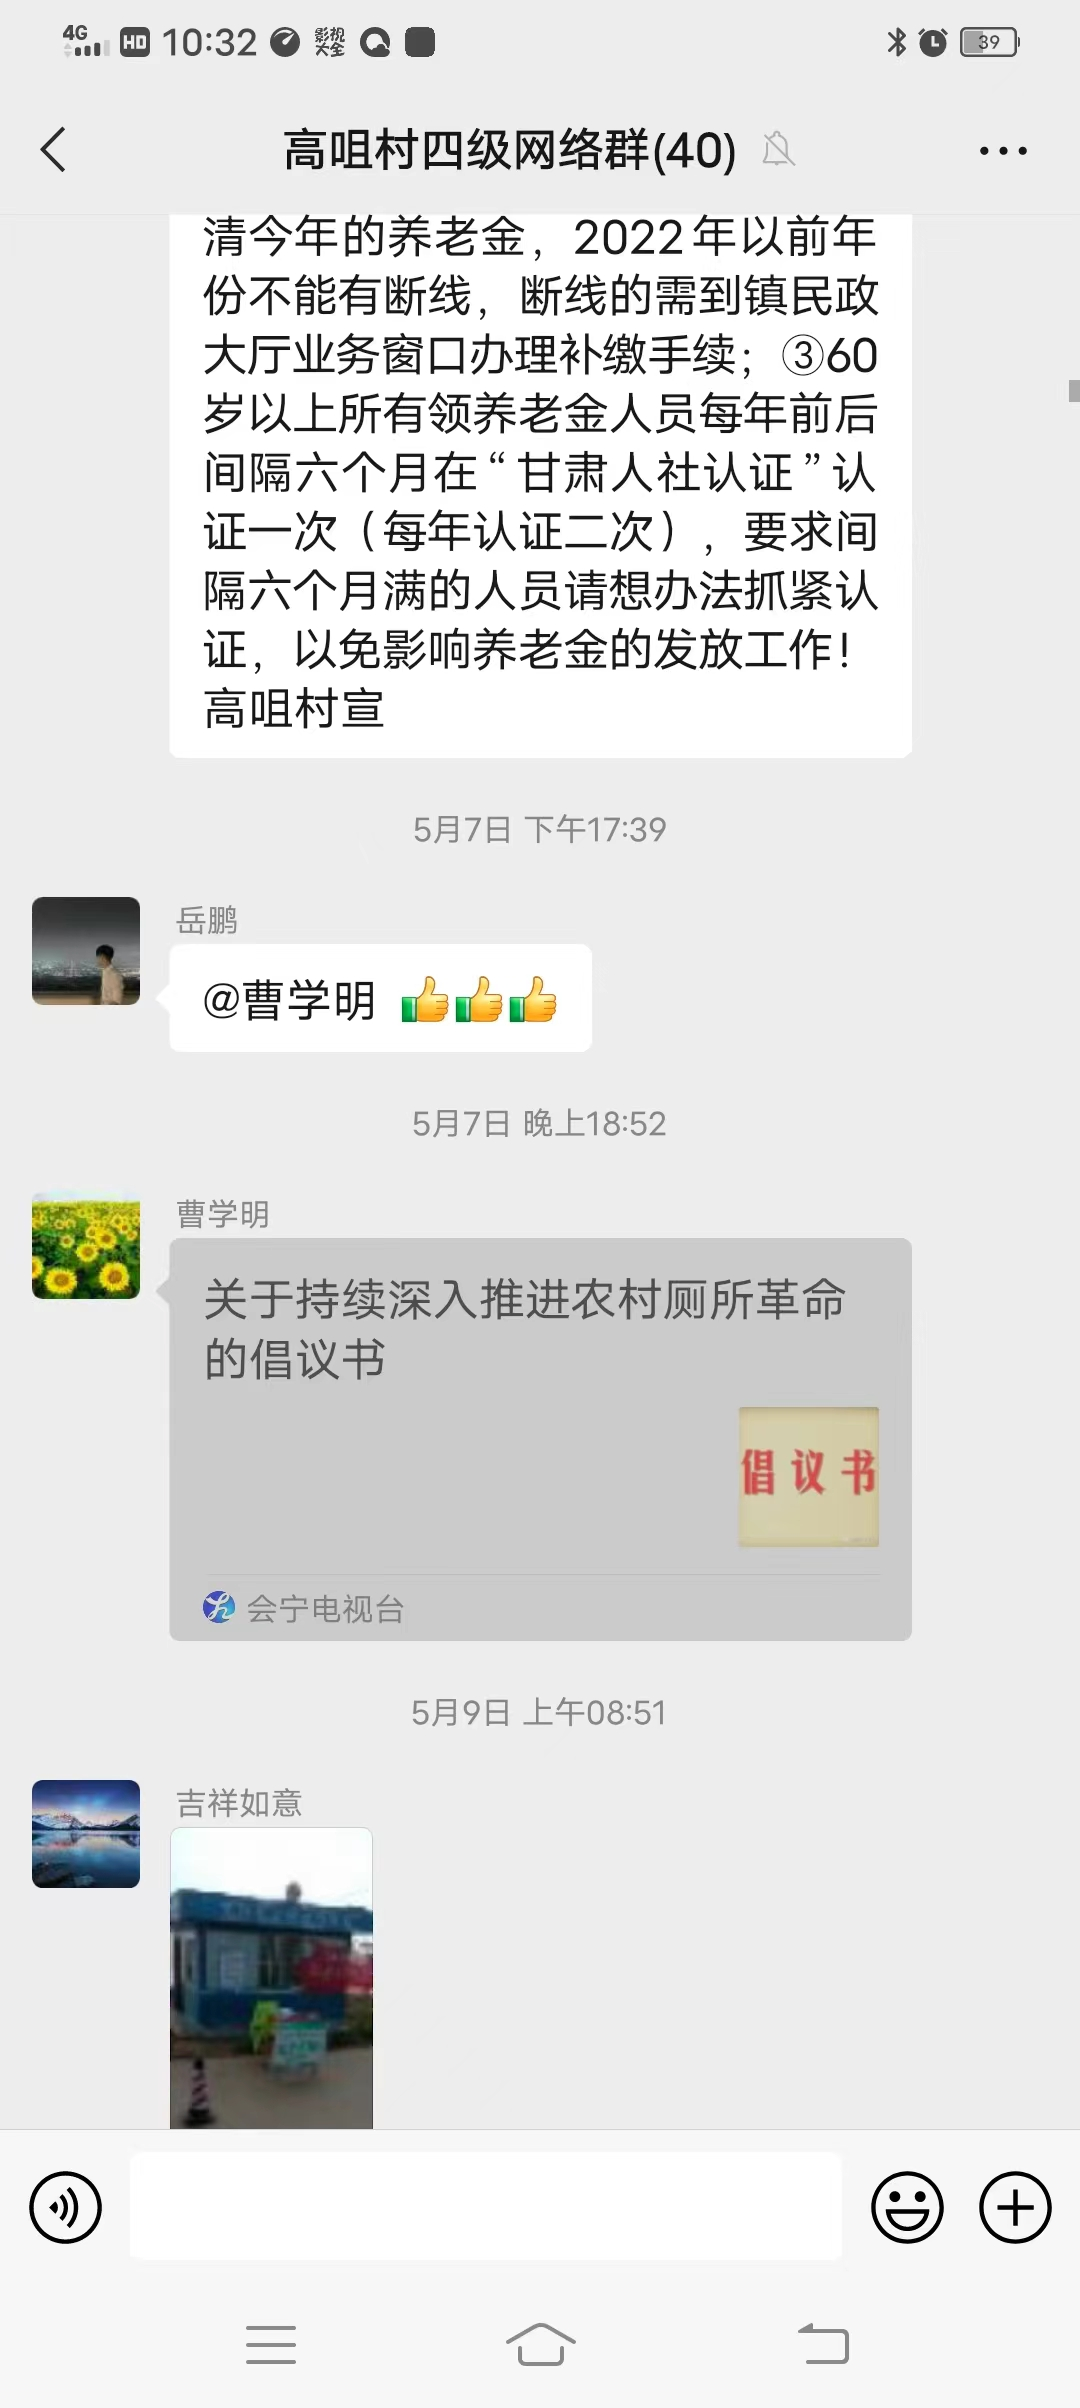 4G HD 10:32 影视大全 39
高咀村四级网络群(40)
清今年的养老金，2022年以前年
份不能有断线，断线的需到镇民政
大厅业务窗口办理补缴手续；③60
岁以上所有领养老金人员每年前后
间隔六个月在“甘肃人社认证”认
证一次（每年认证二次），要求间
隔六个月满的人员请想办法抓紧认
证，以免影响养老金的发放工作！
高咀村宣
5月7日 下午17:39
岳鹏
@曹学明 👍👍👍
5月7日 晚上18:52
曹学明
关于持续深入推进农村厕所革命
的倡议书
倡议书
会宁电视台
5月9日 上午08:51
吉祥如意